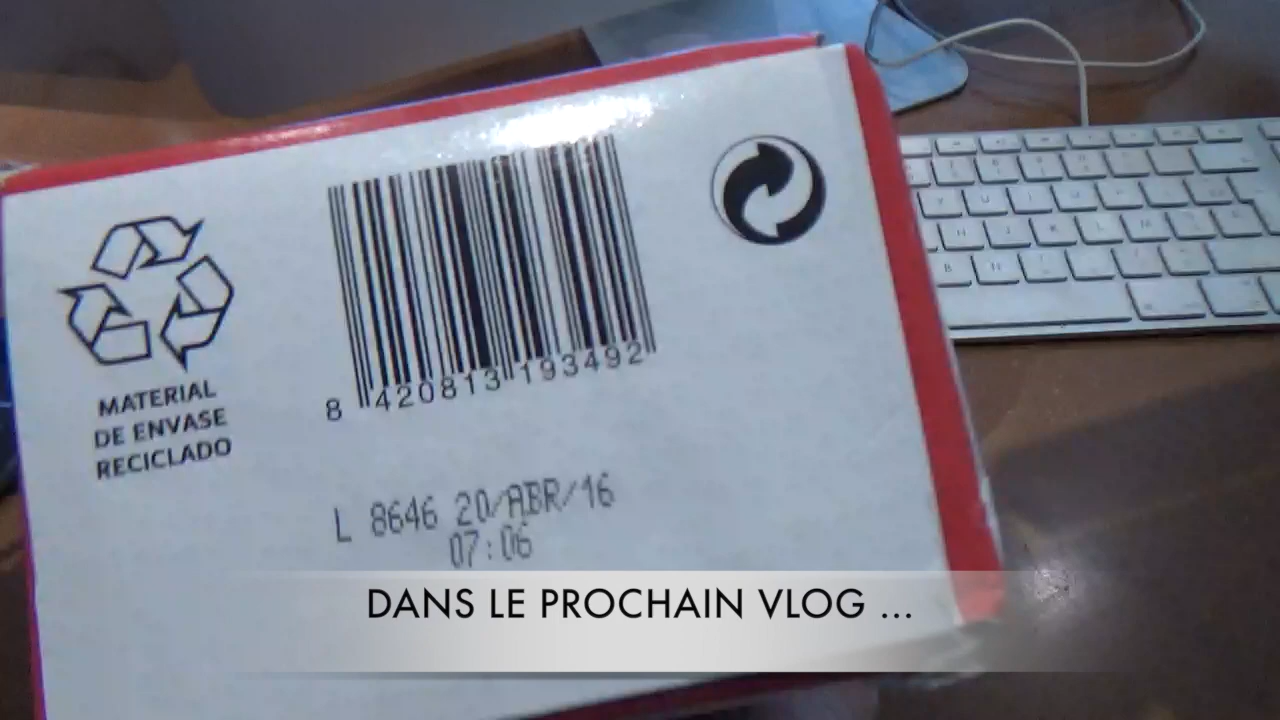 MATERIAL
DE ENVASE
RECICLADO
8 420813 193492
L 8646 20/ABR/16
07:06
DANS LE PROCHAIN VLOG ...